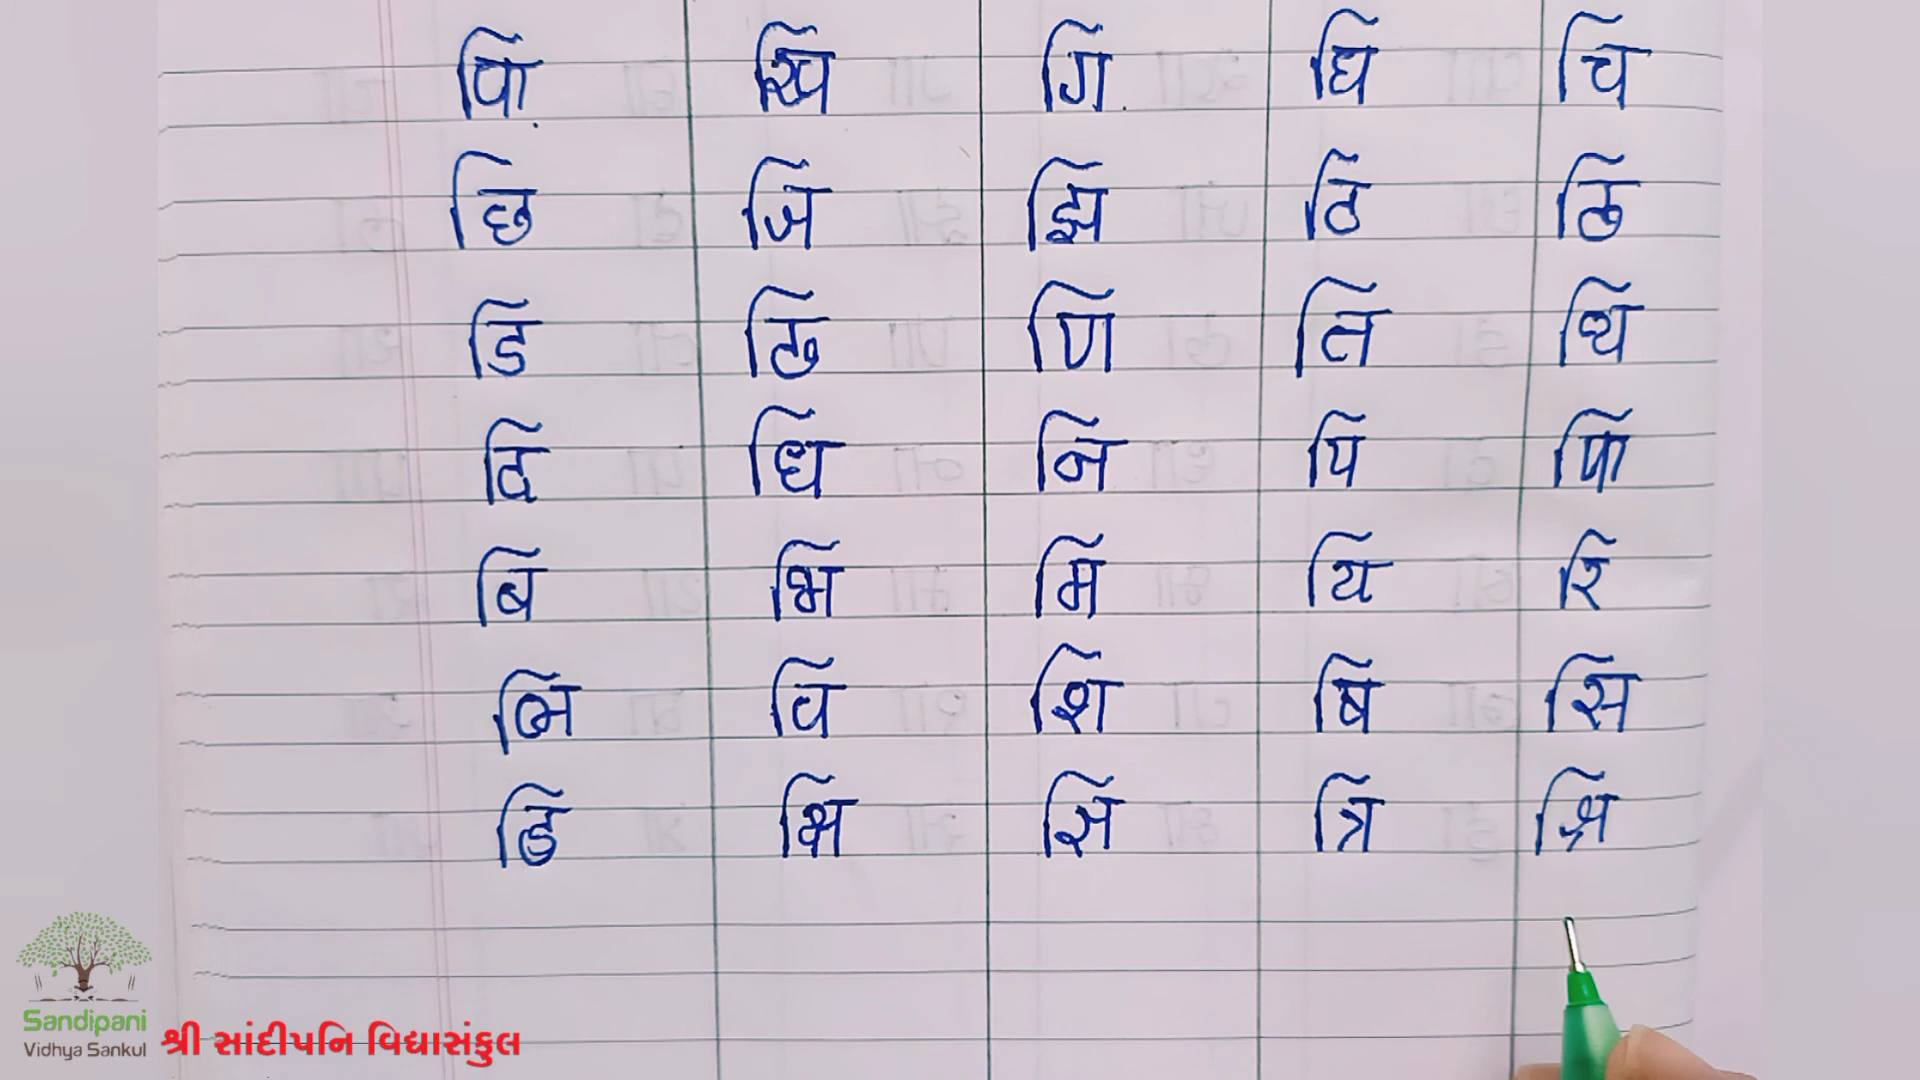 कि खि गि घि चि
छि जि झि टि ठि
डि ढि णि ति थि
दि धि नि पि फि
बि भि मि यि रि
लि वि शि षि सि
हि क्षि ज्ञि त्रि श्रि
Sandipani
Vidhya Sankul
શ્રી સાંદીપનિ વિદ્યાસંકુલ